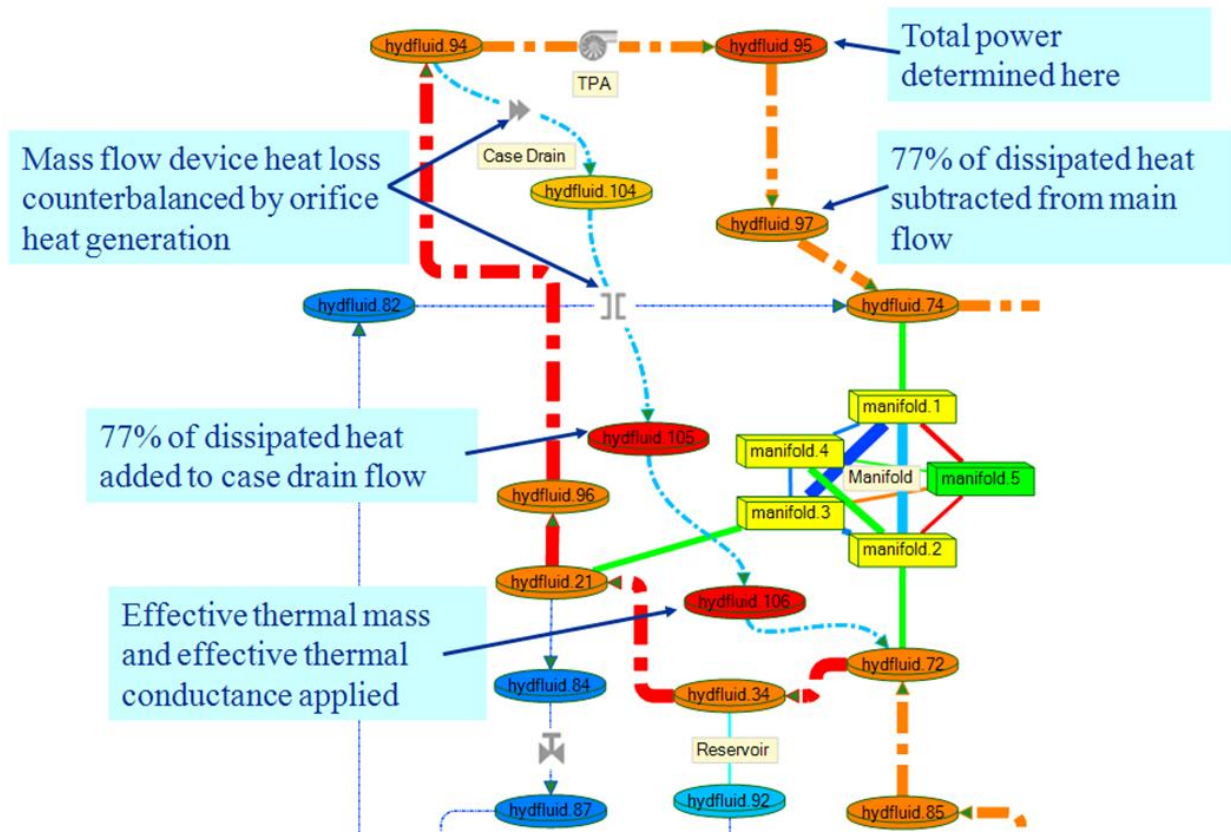 hydfluid.94
TPA
hydfluid.95
Total power
determined here
Mass flow device heat loss
counterbalanced by orifice
heat generation
Case Drain
hydfluid.104
77% of dissipated heat
subtracted from main
flow
hydfluid.97
hydfluid.82
hydfluid.74
77% of dissipated heat
added to case drain flow
hydfluid.105
manifold.1
manifold.4
Manifold
manifold.5
manifold.3
manifold.2
hydfluid.96
hydfluid.21
Effective thermal mass
and effective thermal
conductance applied
hydfluid.106
hydfluid.72
hydfluid.84
hydfluid.34
Reservoir
hydfluid.87
hydfluid.92
hydfluid.85